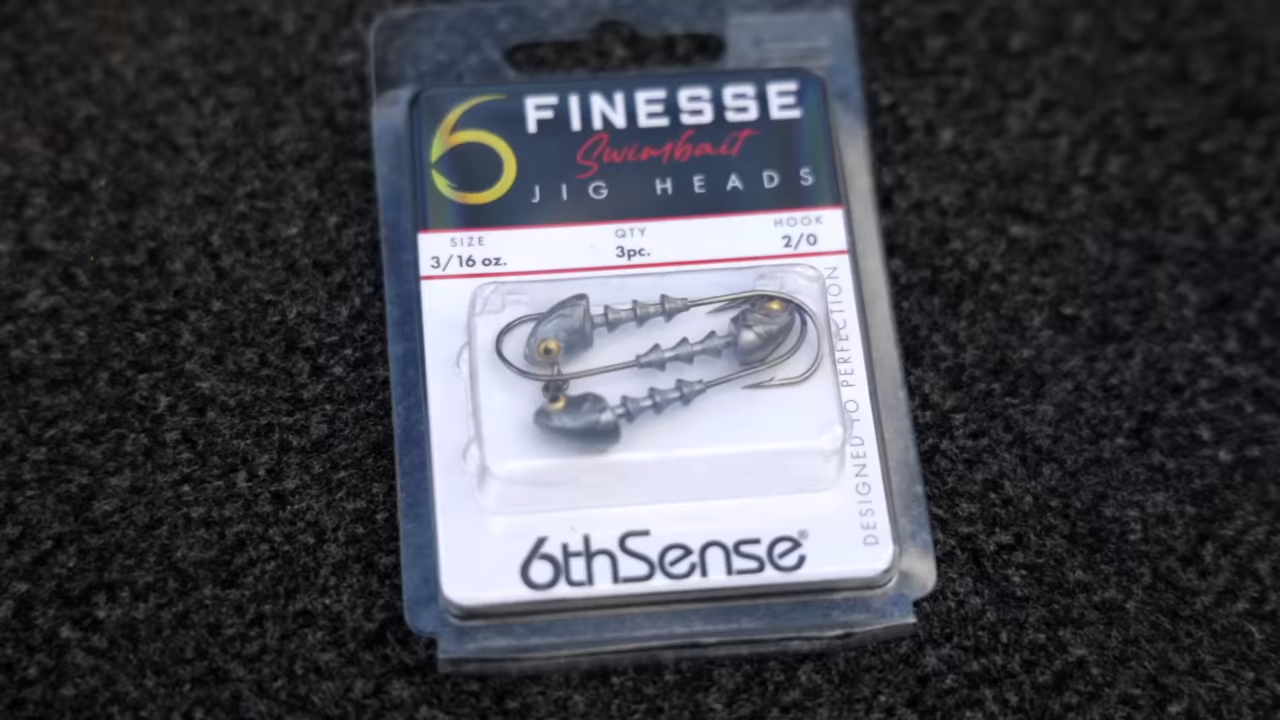 6
FINESSE
Swimbait
JIG HEADS
SIZE QTY HOOK
3/16 oz. 3pc. 2/0
DESIGNED TO PERFECTION
6thSense®